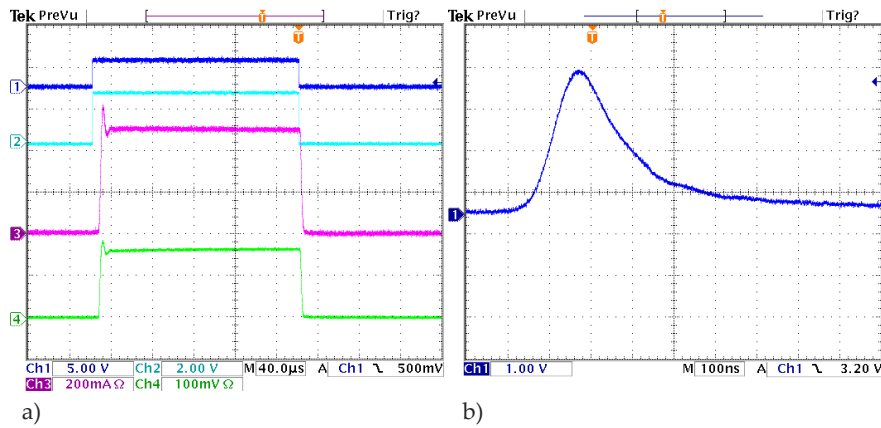 Tek PreVu Trig?
T
T
1
2
3
4
Ch1 5.00 V Ch2 2.00 V M 40.0µs A Ch1 500mV
Ch3 200mA Ω Ch4 100mV Ω
a)
Tek PreVu Trig?
T
T
1
Ch1 1.00 V M 100ns A Ch1 3.20 V
b)